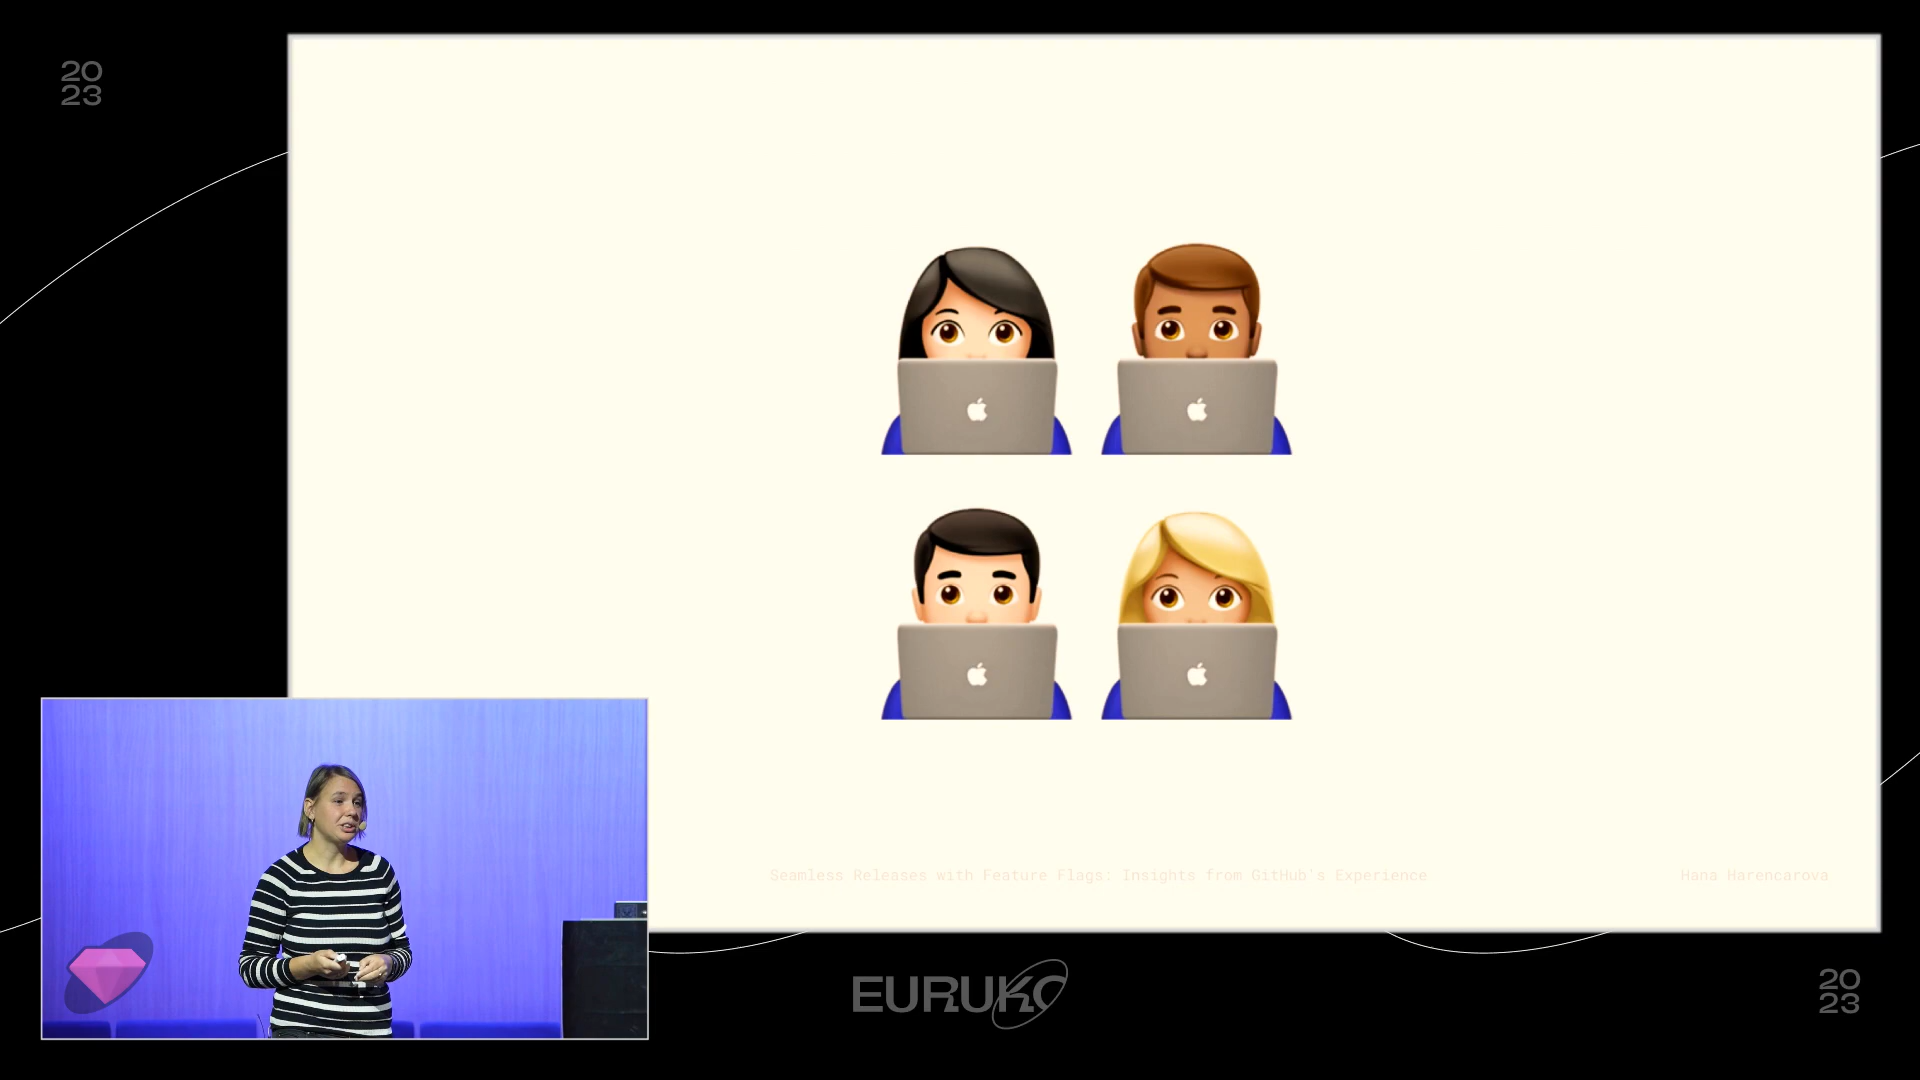 20
23
Seamless Releases with Feature Flags: Insights from GitHub's Experience
Hana Harencarova
EURUKO
20
23